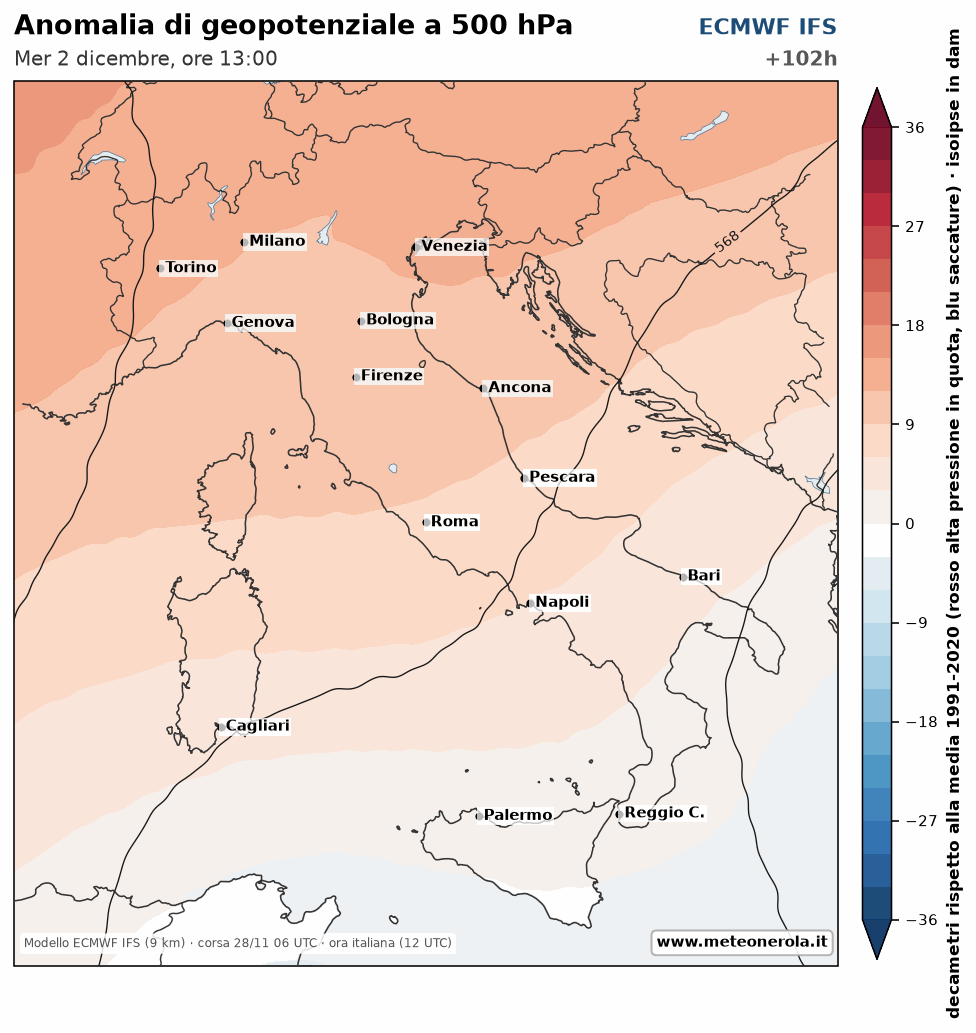 Anomalia di geopotenziale a 500 hPa
ECMWF IFS
Mer 2 dicembre, ore 13:00
+102h
568
Milano
Venezia
Torino
Genova
Bologna
Firenze
Ancona
Pescara
Roma
Bari
Napoli
Cagliari
Palermo
Reggio C.
Modello ECMWF IFS (9 km) · corsa 28/11 06 UTC · ora italiana (12 UTC)
www.meteonerola.it
36
27
18
9
0
−9
−18
−27
−36
decametri rispetto alla media 1991-2020 (rosso alta pressione in quota, blu saccature) · isoipse in dam